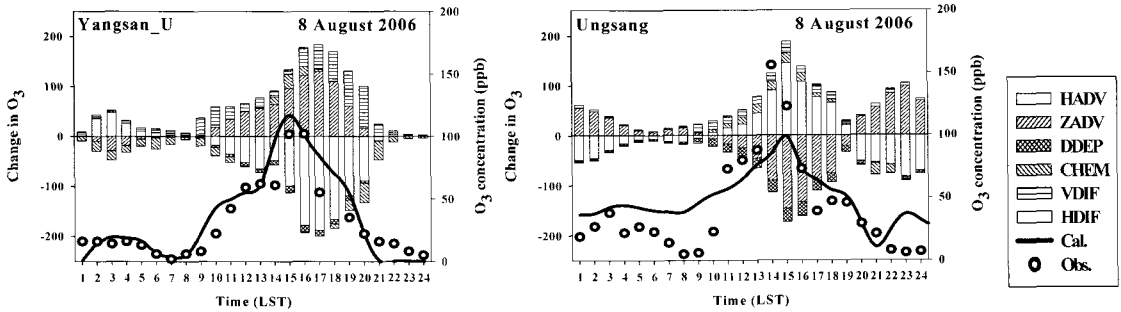 Yangsan_U 8 August 2006
Change in O3
200
100
0
-100
-200
O3 concentration (ppb)
200
150
100
50
0
1 2 3 4 5 6 7 8 9 10 11 12 13 14 15 16 17 18 19 20 21 22 23 24
Time (LST)
Ungsang 8 August 2006
Change in O3
200
100
0
-100
-200
O3 concentration (ppb)
200
150
100
50
0
1 2 3 4 5 6 7 8 9 10 11 12 13 14 15 16 17 18 19 20 21 22 23 24
Time (LST)
HADV
ZADV
DDEP
CHEM
VDIF
HDIF
Cal.
Obs.